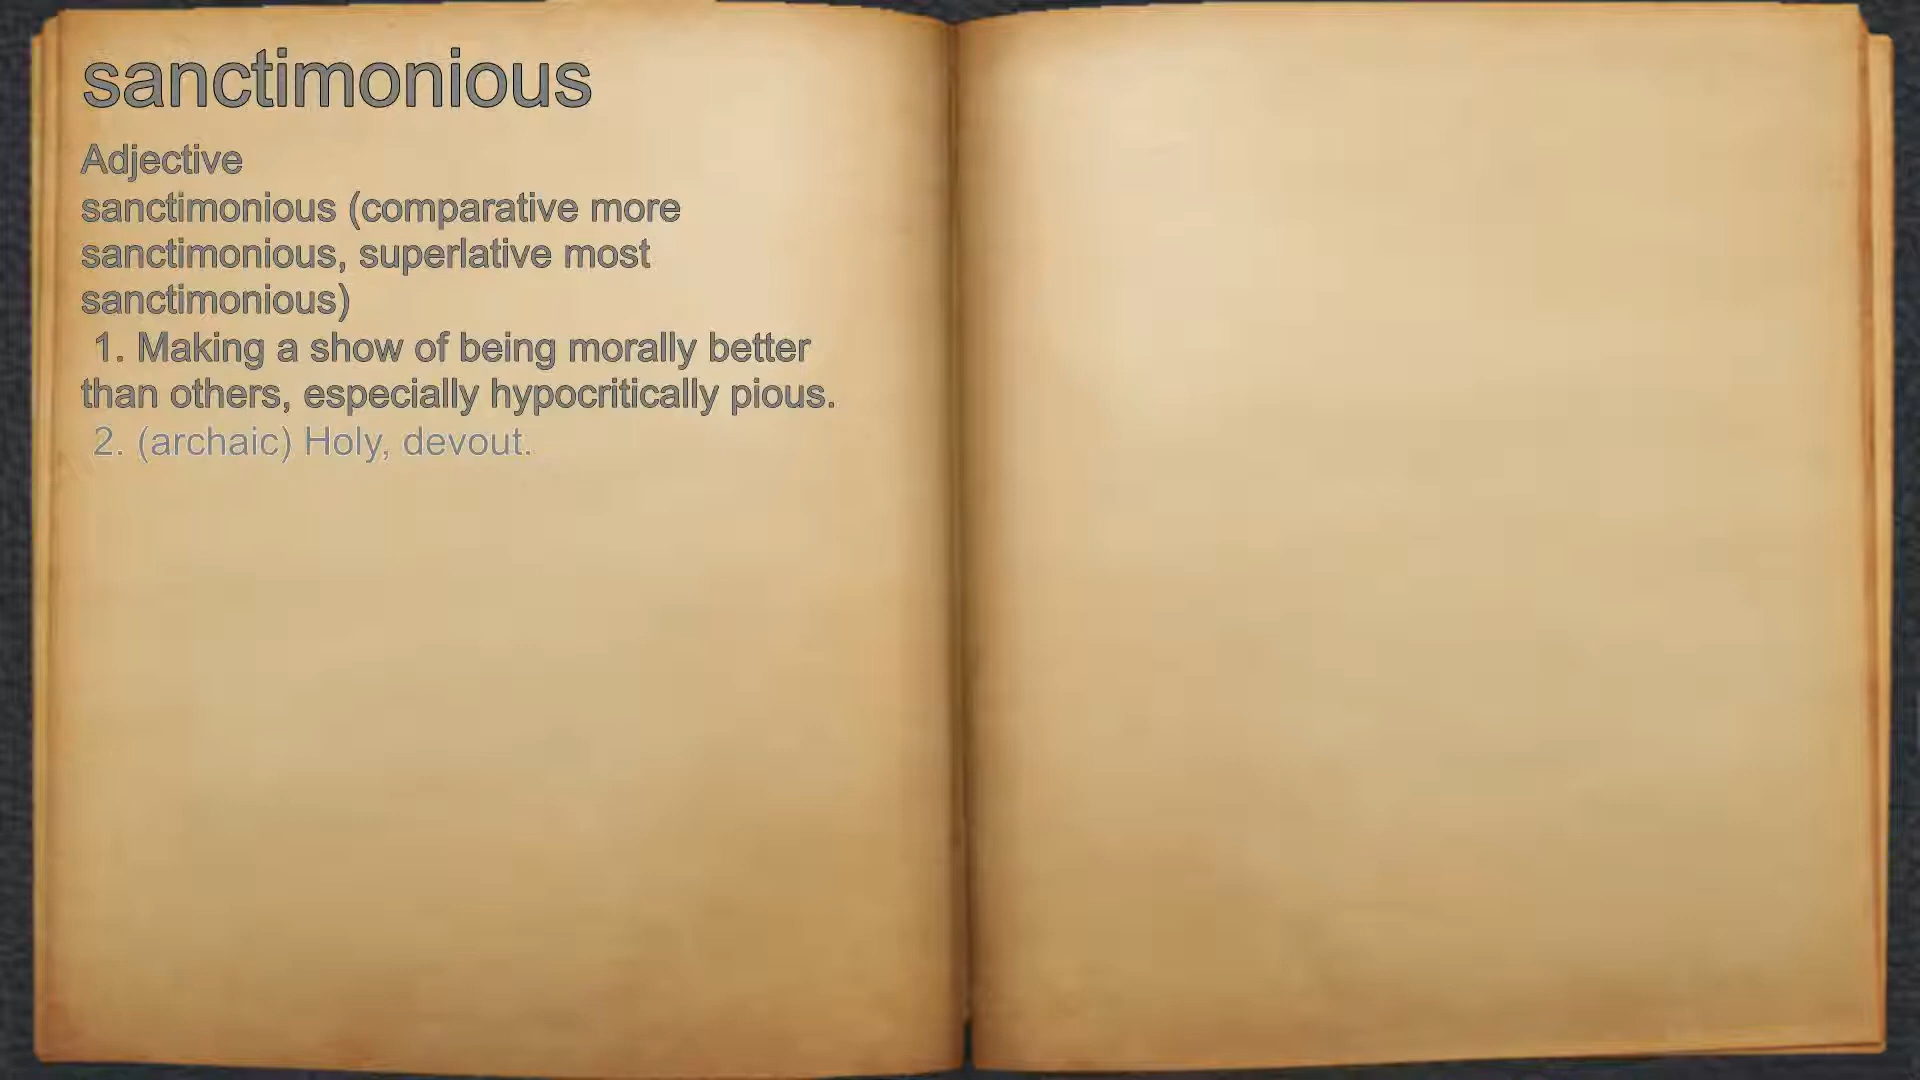 sanctimonious
Adjective
sanctimonious (comparative more
sanctimonious, superlative most
sanctimonious)
1. Making a show of being morally better
than others, especially hypocritically pious.
2. (archaic) Holy, devout.